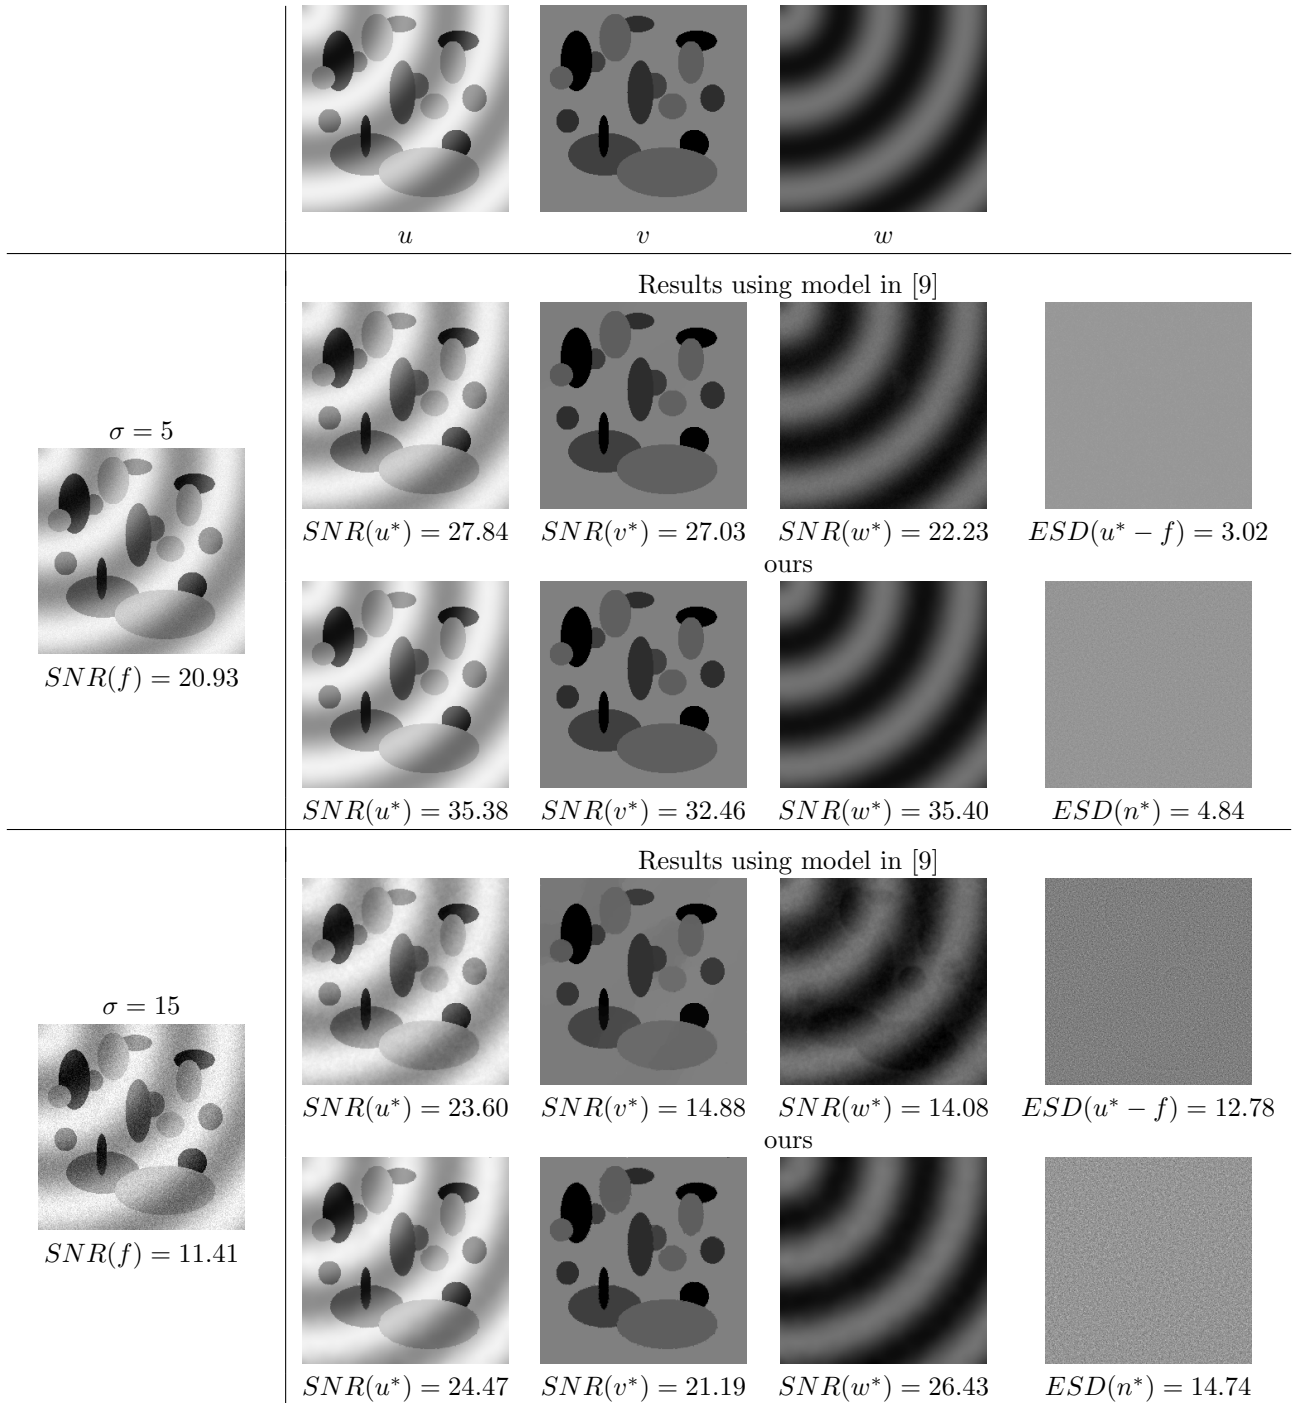 u v w
Results using model in [9]
σ = 5
SNR(f) = 20.93
SNR(u*) = 27.84 SNR(v*) = 27.03 SNR(w*) = 22.23 ESD(u* − f) = 3.02
ours
SNR(u*) = 35.38 SNR(v*) = 32.46 SNR(w*) = 35.40 ESD(n*) = 4.84
Results using model in [9]
σ = 15
SNR(f) = 11.41
SNR(u*) = 23.60 SNR(v*) = 14.88 SNR(w*) = 14.08 ESD(u* − f) = 12.78
ours
SNR(u*) = 24.47 SNR(v*) = 21.19 SNR(w*) = 26.43 ESD(n*) = 14.74